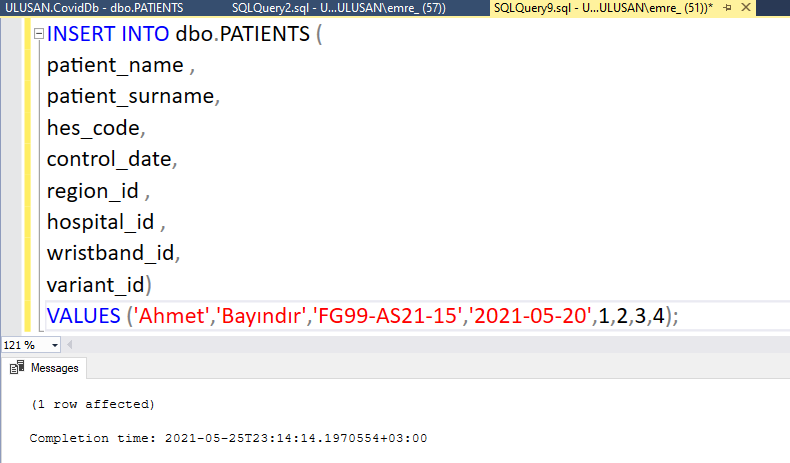 ULUSAN.CovidDb - dbo.PATIENTS SQLQuery2.sql - U...ULUSAN\emre_ (57)) SQLQuery9.sql - U...ULUSAN\emre_ (51))*
INSERT INTO dbo.PATIENTS (
patient_name ,
patient_surname,
hes_code,
control_date,
region_id ,
hospital_id ,
wristband_id,
variant_id)
VALUES ('Ahmet','Bayındır','FG99-AS21-15','2021-05-20',1,2,3,4);
121 %
Messages
(1 row affected)
Completion time: 2021-05-25T23:14:14.1970554+03:00